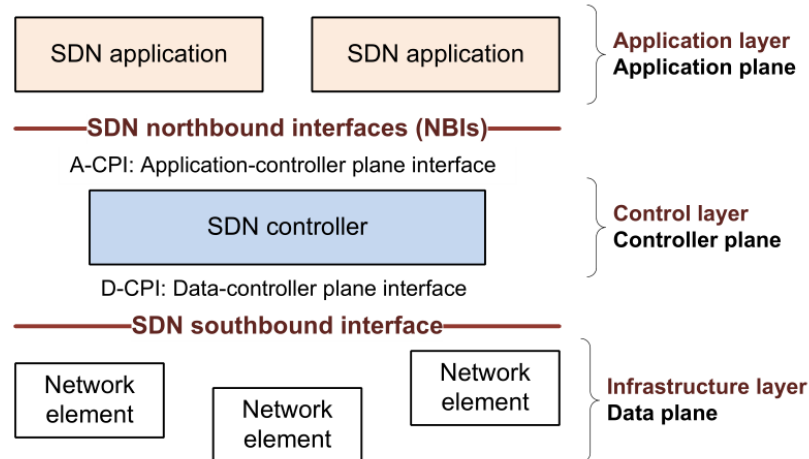 SDN application
SDN application
Application layer
Application plane
SDN northbound interfaces (NBIs)
A-CPI: Application-controller plane interface
SDN controller
Control layer
Controller plane
D-CPI: Data-controller plane interface
SDN southbound interface
Network
element
Network
element
Network
element
Infrastructure layer
Data plane